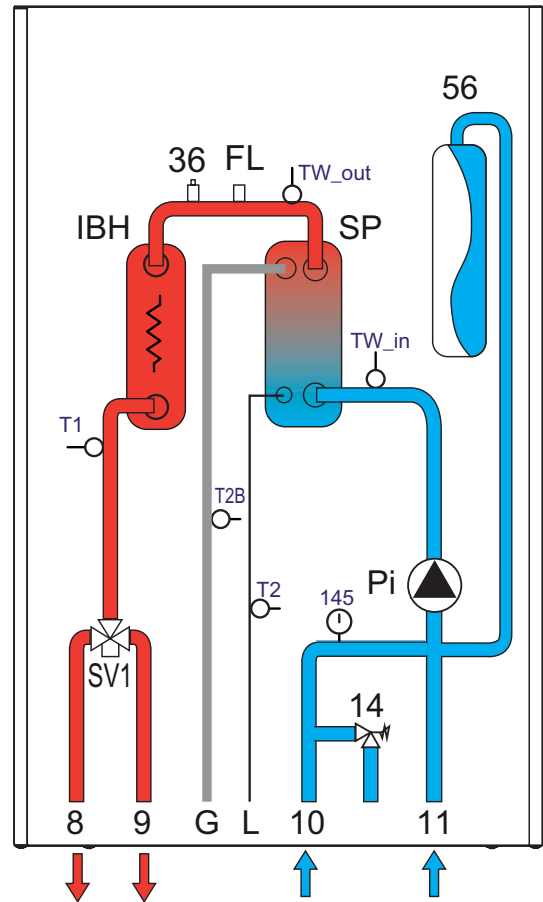 56
36 FL TW_out
IBH SP
TW_in
T1
T2B
T2
Pi
145
SV1
14
8 9 G L 10 11